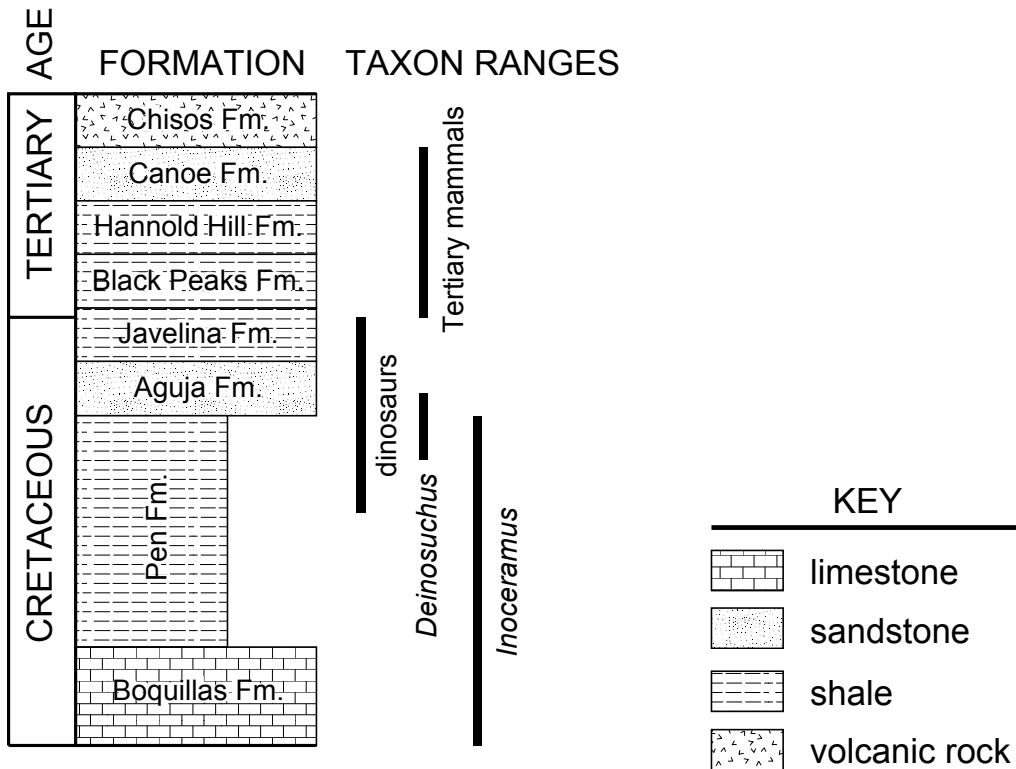 AGE
FORMATION
TAXON RANGES
TERTIARY
CRETACEOUS
Chisos Fm.
Canoe Fm.
Hannold Hill Fm.
Black Peaks Fm.
Javelina Fm.
Aguja Fm.
Pen Fm.
Boquillas Fm.
dinosaurs
Tertiary mammals
Deinosuchus
Inoceramus
KEY
limestone
sandstone
shale
volcanic rock